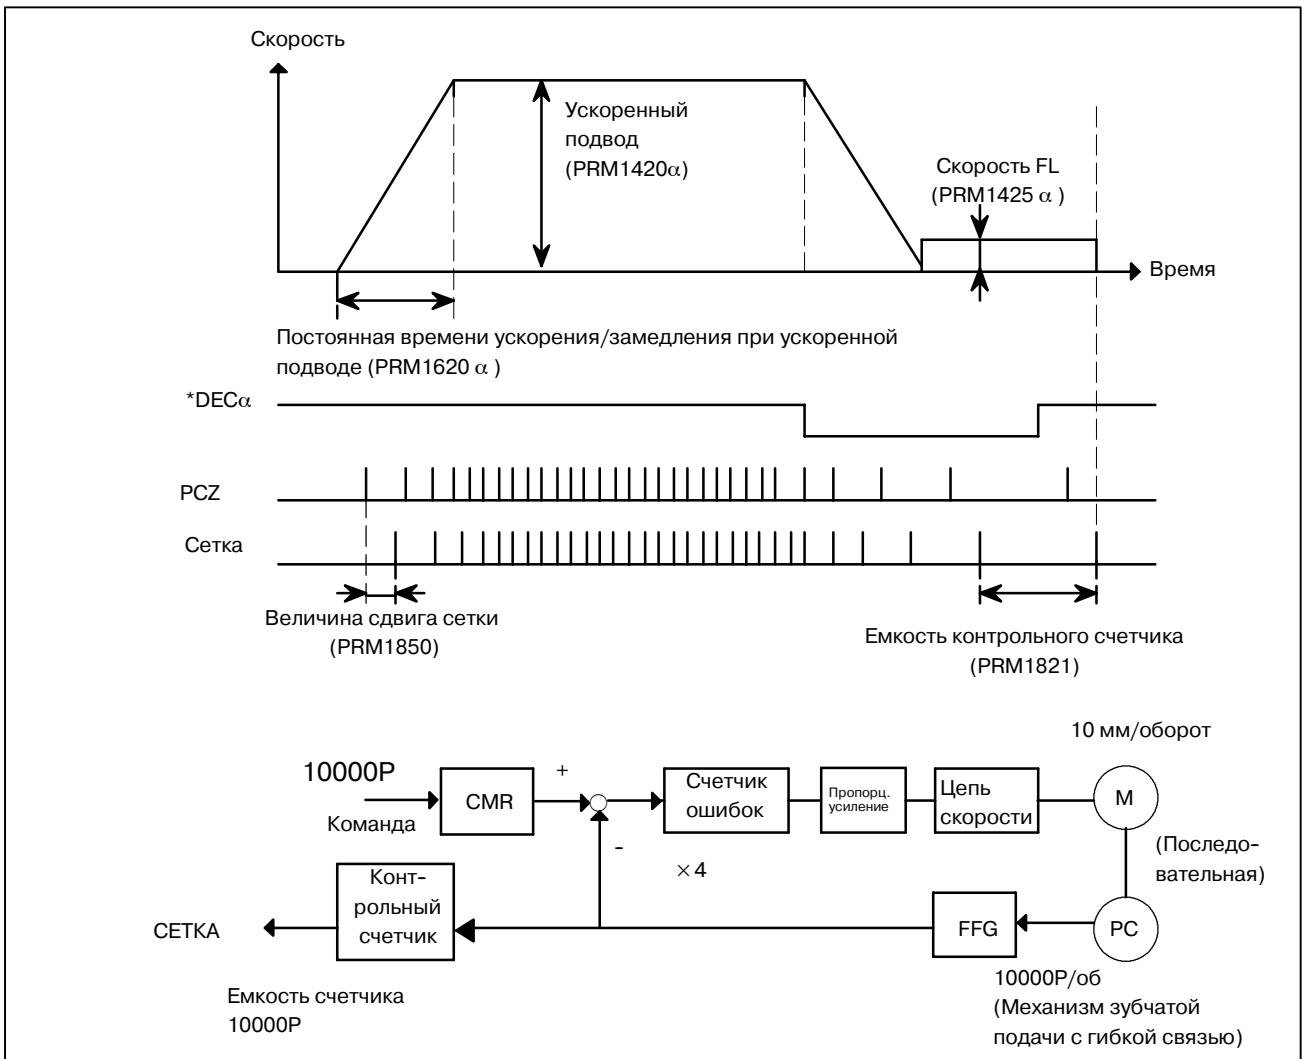 Скорость
Ускоренный
подвод
(PRM1420α)
Скорость FL
(PRM1425 α )
Время
Постоянная времени ускорения/замедления при ускоренной
подводе (PRM1620 α )
*DECα
PCZ
Сетка
Величина сдвига сетки
(PRM1850)
Емкость контрольного счетчика
(PRM1821)
10 мм/оборот
10000P
Команда
CMR
+
-
Счетчик
ошибок
Пропорц.
усиление
Цепь
скорости
M
(Последо-
вательная)
×4
СЕТКА
Конт-
рольный
счетчик
FFG
PC
Емкость счетчика
10000P
10000P/об
(Механизм зубчатой
подачи с гибкой связью)